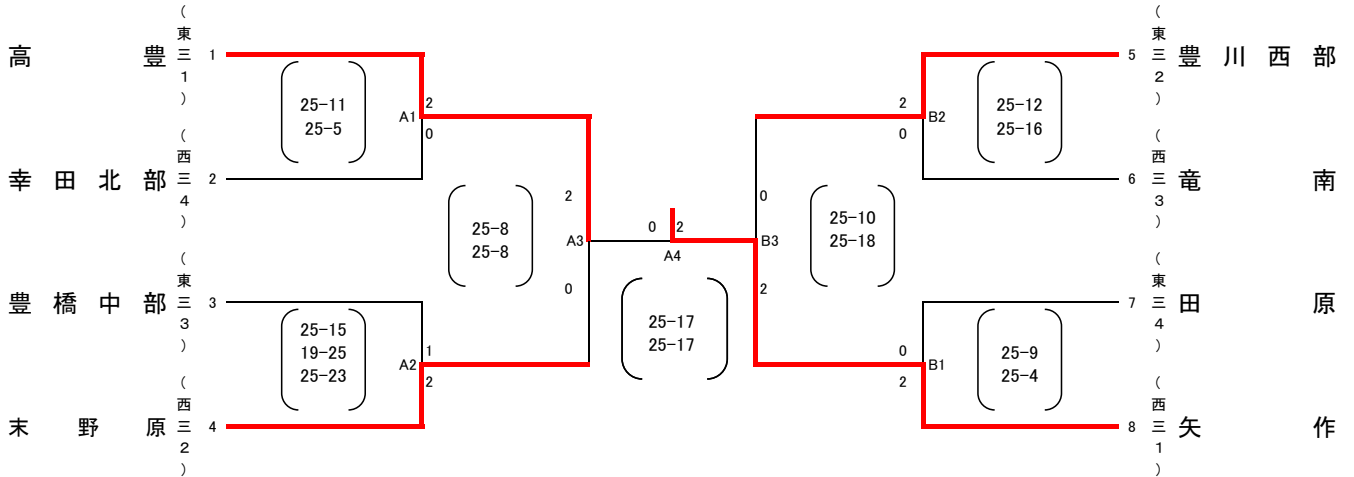 高豊 （東三1） 1
幸田北部 （西三4） 2
豊橋中部 （東三3） 3
末野原 （西三2） 4
25-11
25-5
A1
2
0
25-15
19-25
25-23
A2
1
2
25-8
25-8
2
A3
0
0 2
A4
25-17
25-17
0
B3
2
25-10
25-18
2
B2
0
25-12
25-16
0
B1
2
25-9
25-4
5 （東三2） 豊川西部
6 （西三3） 竜南
7 （東三4） 田原
8 （西三1） 矢作